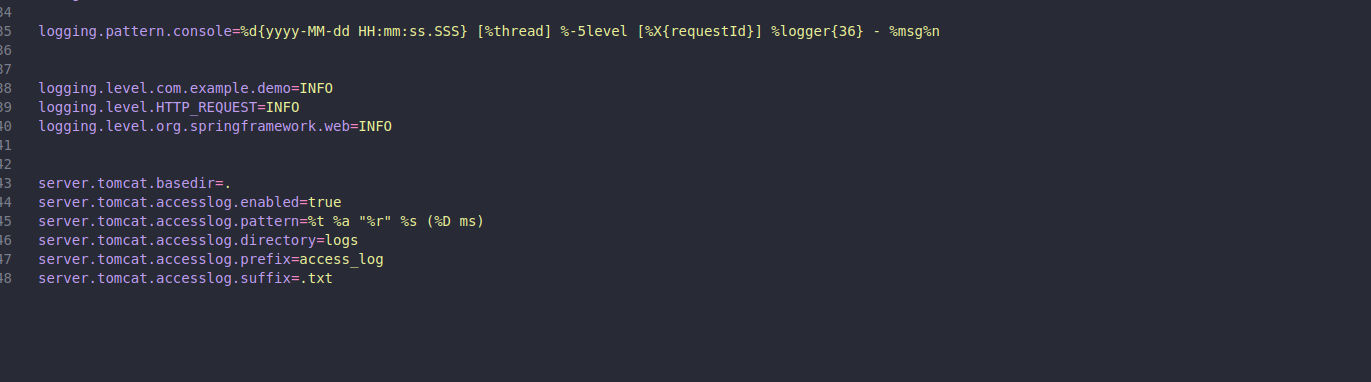 34
35 logging.pattern.console=%d{yyyy-MM-dd HH:mm:ss.SSS} [%thread] %-5level [%X{requestId}] %logger{36} - %msg%n
36
37
38 logging.level.com.example.demo=INFO
39 logging.level.HTTP_REQUEST=INFO
40 logging.level.org.springframework.web=INFO
41
42
43 server.tomcat.basedir=.
44 server.tomcat.accesslog.enabled=true
45 server.tomcat.accesslog.pattern=%t %a "%r" %s (%D ms)
46 server.tomcat.accesslog.directory=logs
47 server.tomcat.accesslog.prefix=access_log
48 server.tomcat.accesslog.suffix=.txt